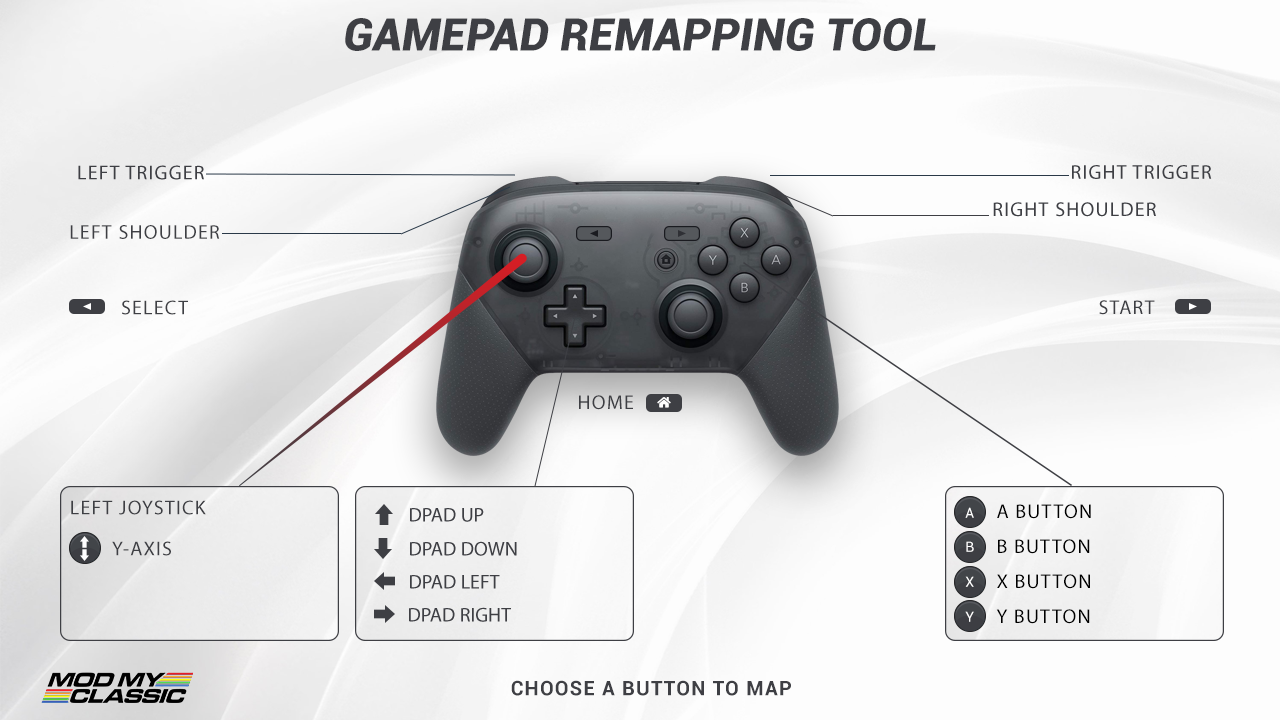 GAMEPAD REMAPPING TOOL
LEFT TRIGGER
RIGHT TRIGGER
RIGHT SHOULDER
LEFT SHOULDER
X
Y
A
B
SELECT
START
HOME
LEFT JOYSTICK
Y-AXIS
DPAD UP
DPAD DOWN
DPAD LEFT
DPAD RIGHT
A A BUTTON
B B BUTTON
X X BUTTON
Y Y BUTTON
MOD MY
CLASSIC
CHOOSE A BUTTON TO MAP